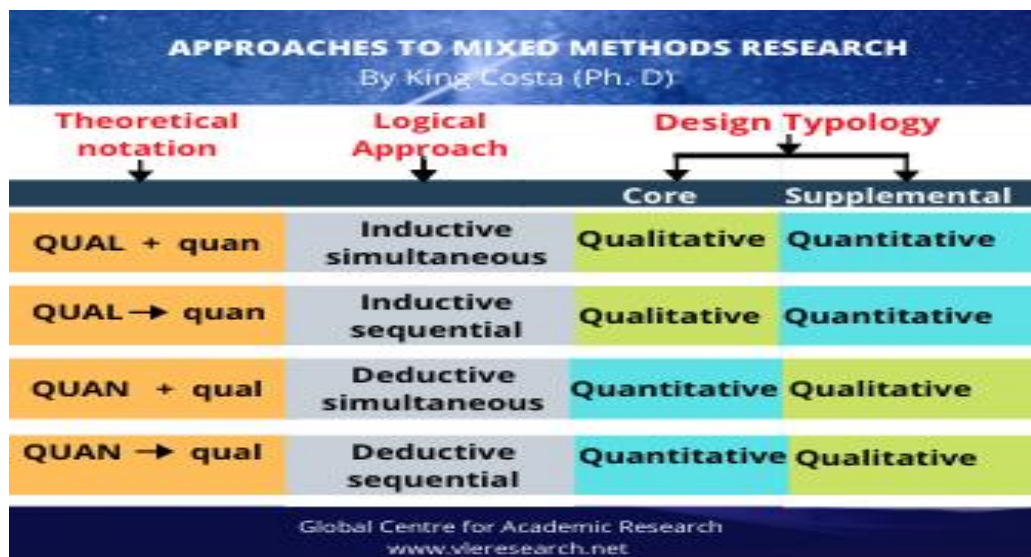 APPROACHES TO MIXED METHODS RESEARCH
By King Costa (Ph. D)
Theoretical notation
Logical Approach
Design Typology
Core
Supplemental
QUAL + quan
Inductive simultaneous
Qualitative
Quantitative
QUAL → quan
Inductive sequential
Qualitative
Quantitative
QUAN + qual
Deductive simultaneous
Quantitative
Qualitative
QUAN → qual
Deductive sequential
Quantitative
Qualitative
Global Centre for Academic Research
www.vleresearch.net